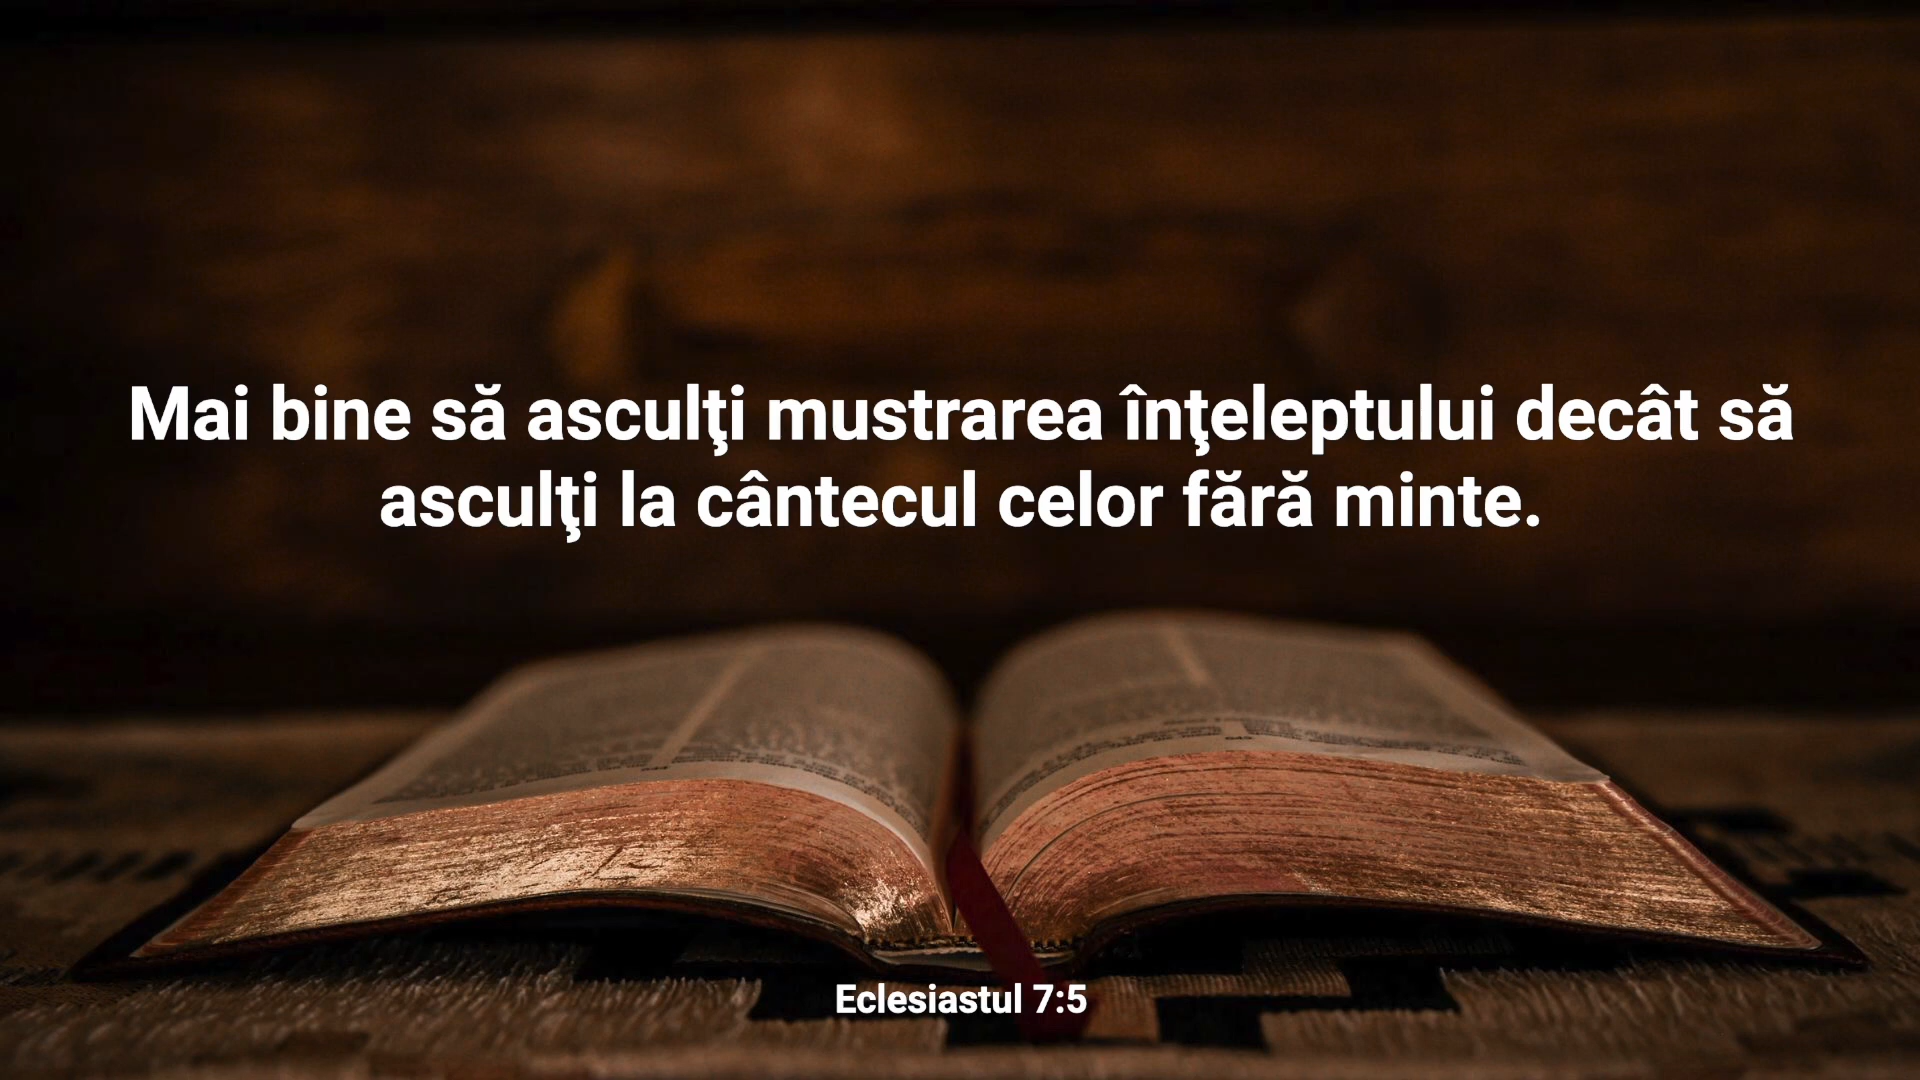 Mai bine să asculţi mustrarea înţeleptului decât să
asculţi la cântecul celor fără minte.
Eclesiastul 7:5